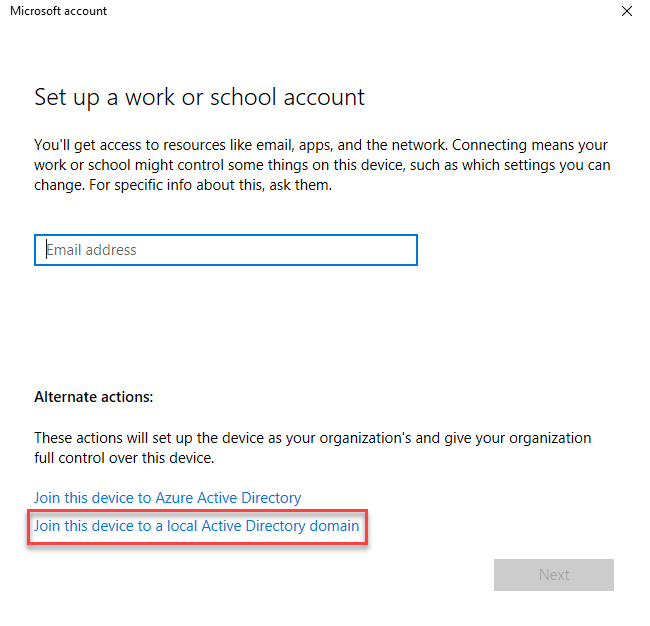 Microsoft account
Set up a work or school account
You'll get access to resources like email, apps, and the network. Connecting means your
work or school might control some things on this device, such as which settings you can
change. For specific info about this, ask them.
Email address
Alternate actions:
These actions will set up the device as your organization's and give your organization
full control over this device.
Join this device to Azure Active Directory
Join this device to a local Active Directory domain
Next